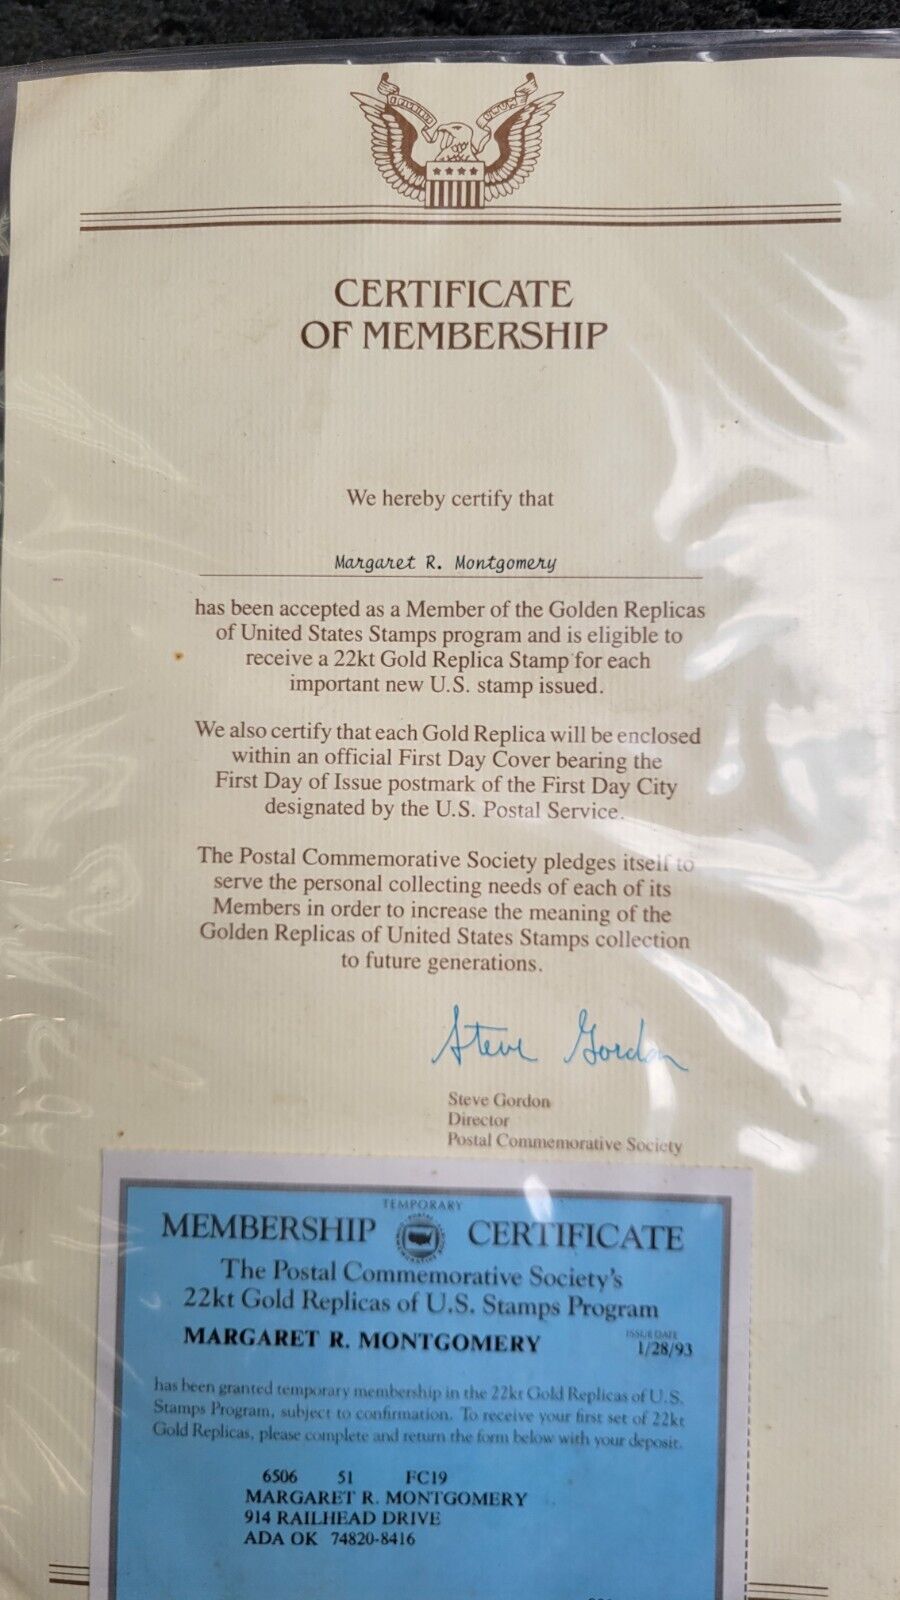 CERTIFICATE
OF MEMBERSHIP
We hereby certify that
Margaret R. Montgomery
has been accepted as a Member of the Golden Replicas
of United States Stamps program and is eligible to
receive a 22kt Gold Replica Stamp for each
important new U.S. stamp issued.
We also certify that each Gold Replica will be enclosed
within an official First Day Cover bearing the
First Day of Issue postmark of the First Day City
designated by the U.S. Postal Service.
The Postal Commemorative Society pledges itself to
serve the personal collecting needs of each of its
Members in order to increase the meaning of the
Golden Replicas of United States Stamps collection
to future generations.
Steve Gordon
Steve Gordon
Director
Postal Commemorative Society
TEMPORARY
MEMBERSHIP CERTIFICATE
The Postal Commemorative Society's
22kt Gold Replicas of U.S. Stamps Program
MARGARET R. MONTGOMERY
ISSUE DATE
1/28/93
has been granted temporary membership in the 22kt Gold Replicas of U.S.
Stamps Program, subject to confirmation. To receive your first set of 22kt
Gold Replicas, please complete and return the form below with your deposit.
6506 51 FC19
MARGARET R. MONTGOMERY
914 RAILHEAD DRIVE
ADA OK 74820-8416